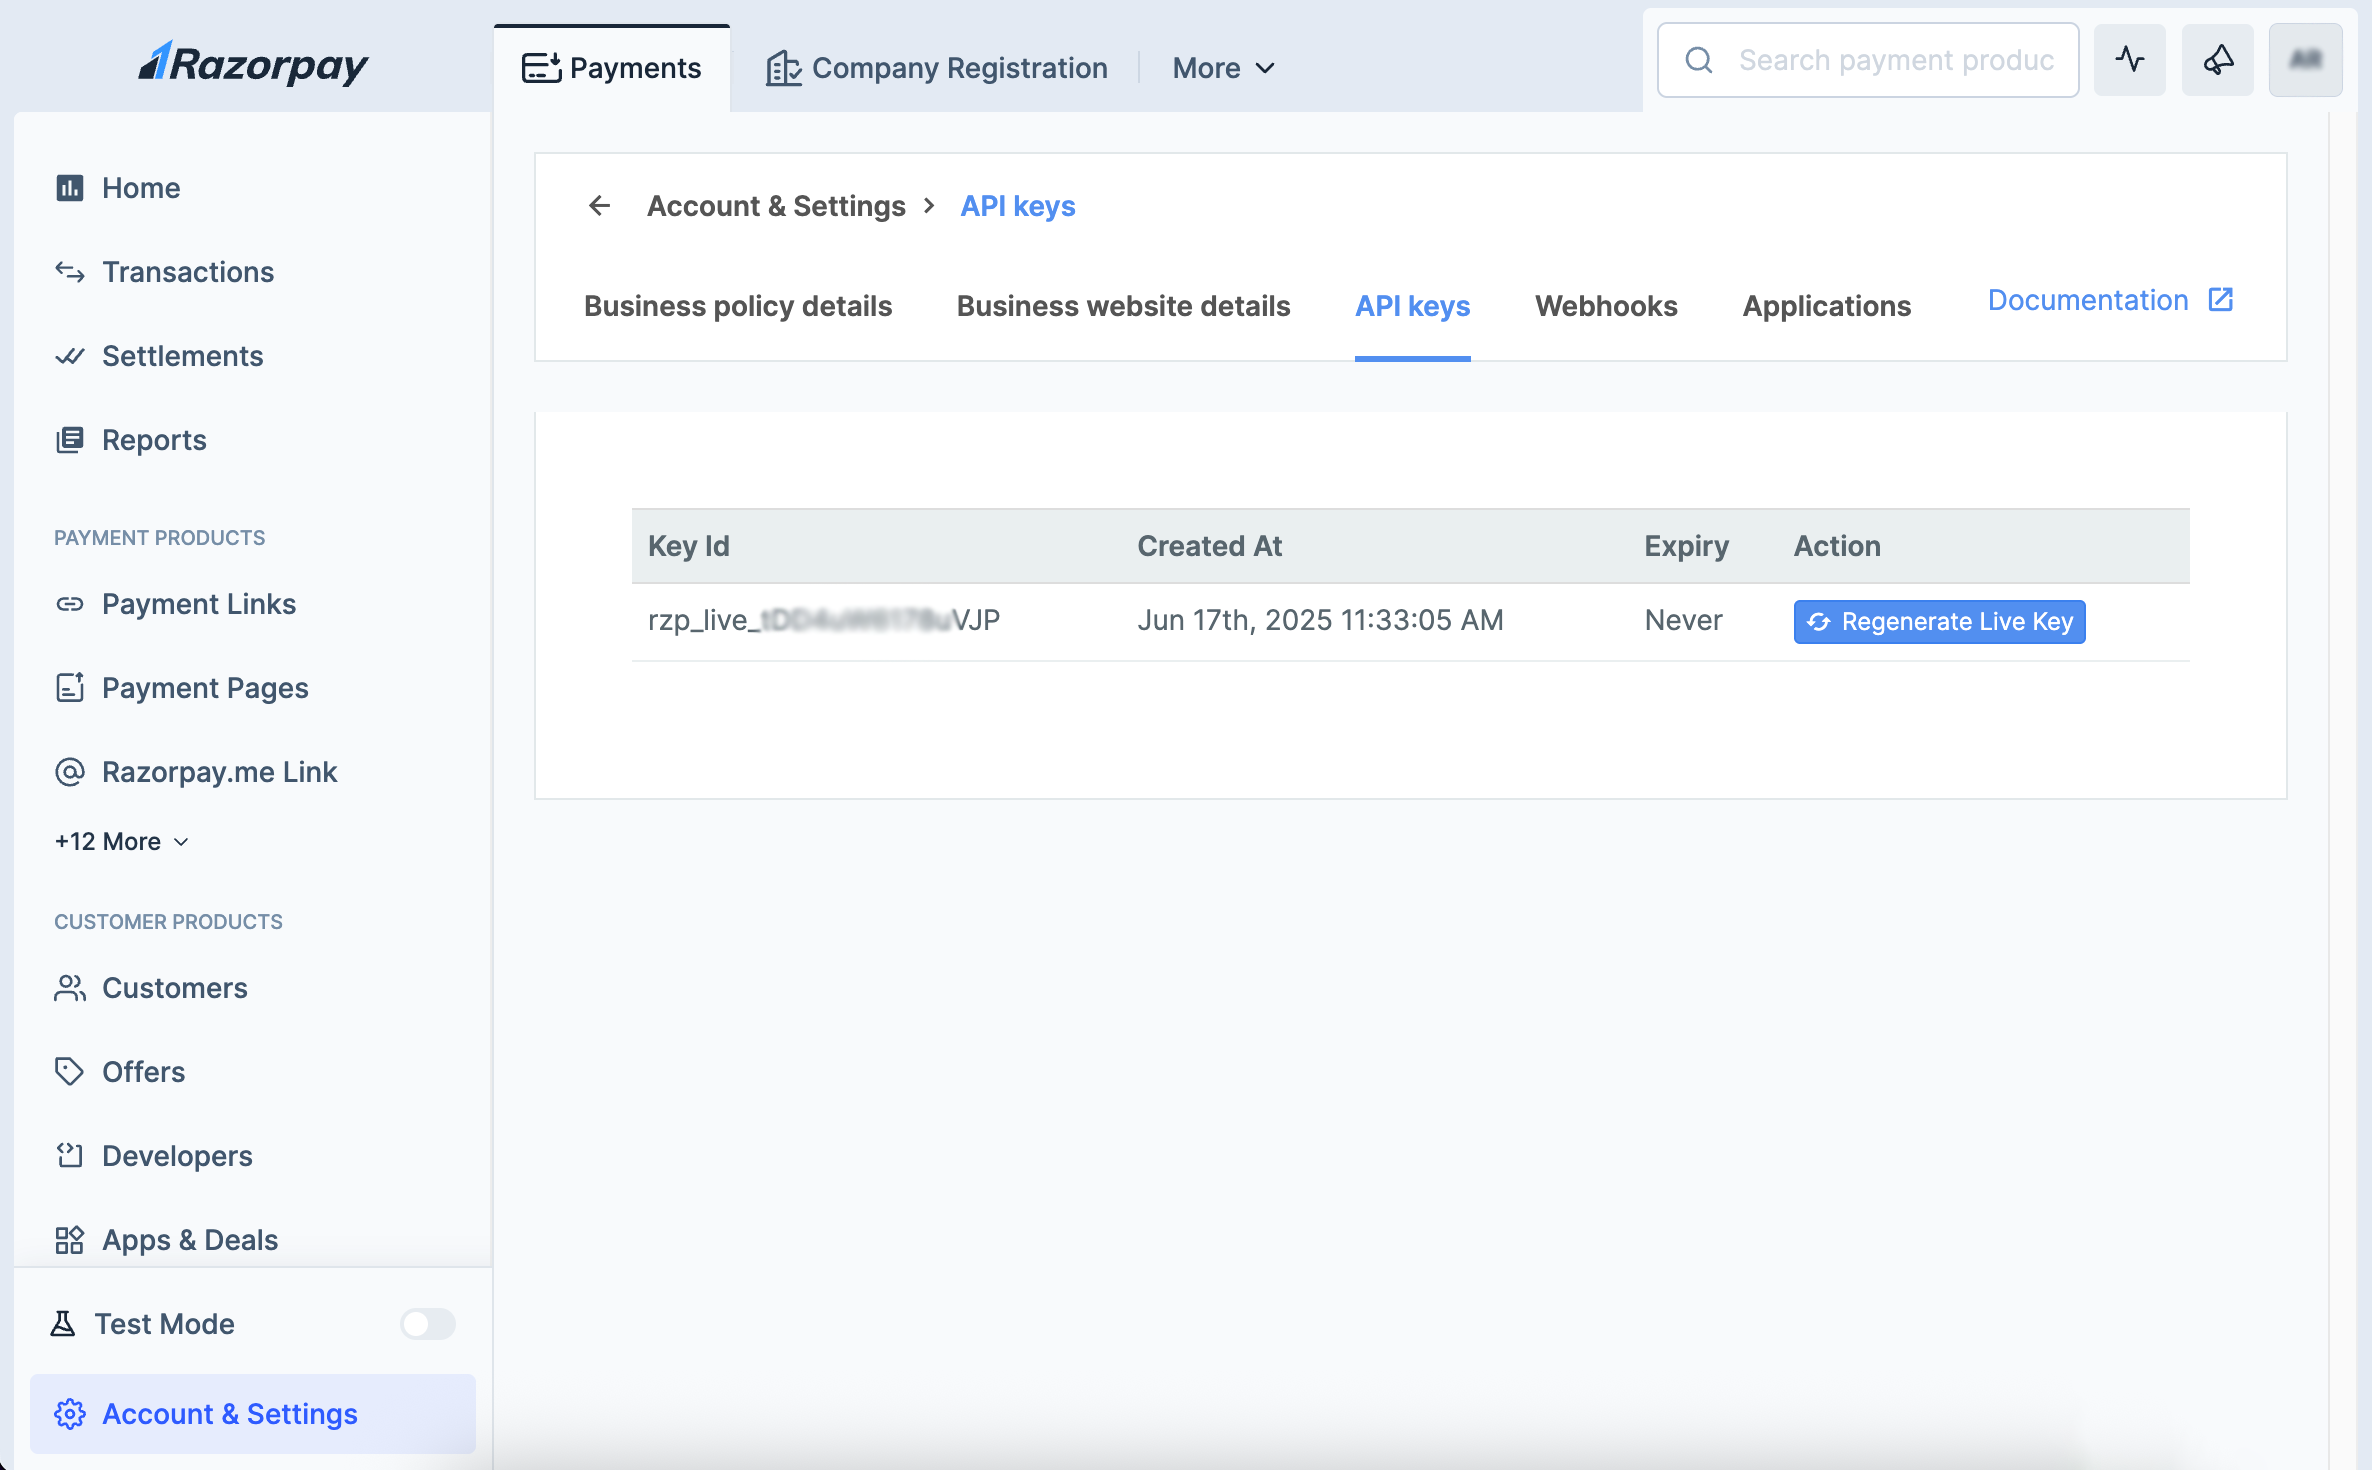 Razorpay
Payments
Company Registration
More
Search payment produc
Home
Transactions
Settlements
Reports
PAYMENT PRODUCTS
Payment Links
Payment Pages
Razorpay.me Link
+12 More
CUSTOMER PRODUCTS
Customers
Offers
Developers
Apps & Deals
Test Mode
Account & Settings
Account & Settings > API keys
Business policy details Business website details API keys Webhooks Applications Documentation
Key Id Created At Expiry Action
rzp_live_ VJP Jun 17th, 2025 11:33:05 AM Never Regenerate Live Key